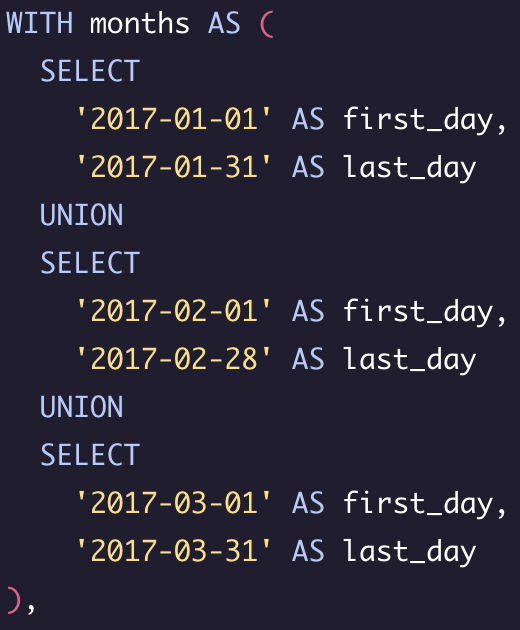 WITH months AS (
  SELECT
    '2017-01-01' AS first_day,
    '2017-01-31' AS last_day
  UNION
  SELECT
    '2017-02-01' AS first_day,
    '2017-02-28' AS last_day
  UNION
  SELECT
    '2017-03-01' AS first_day,
    '2017-03-31' AS last_day
),